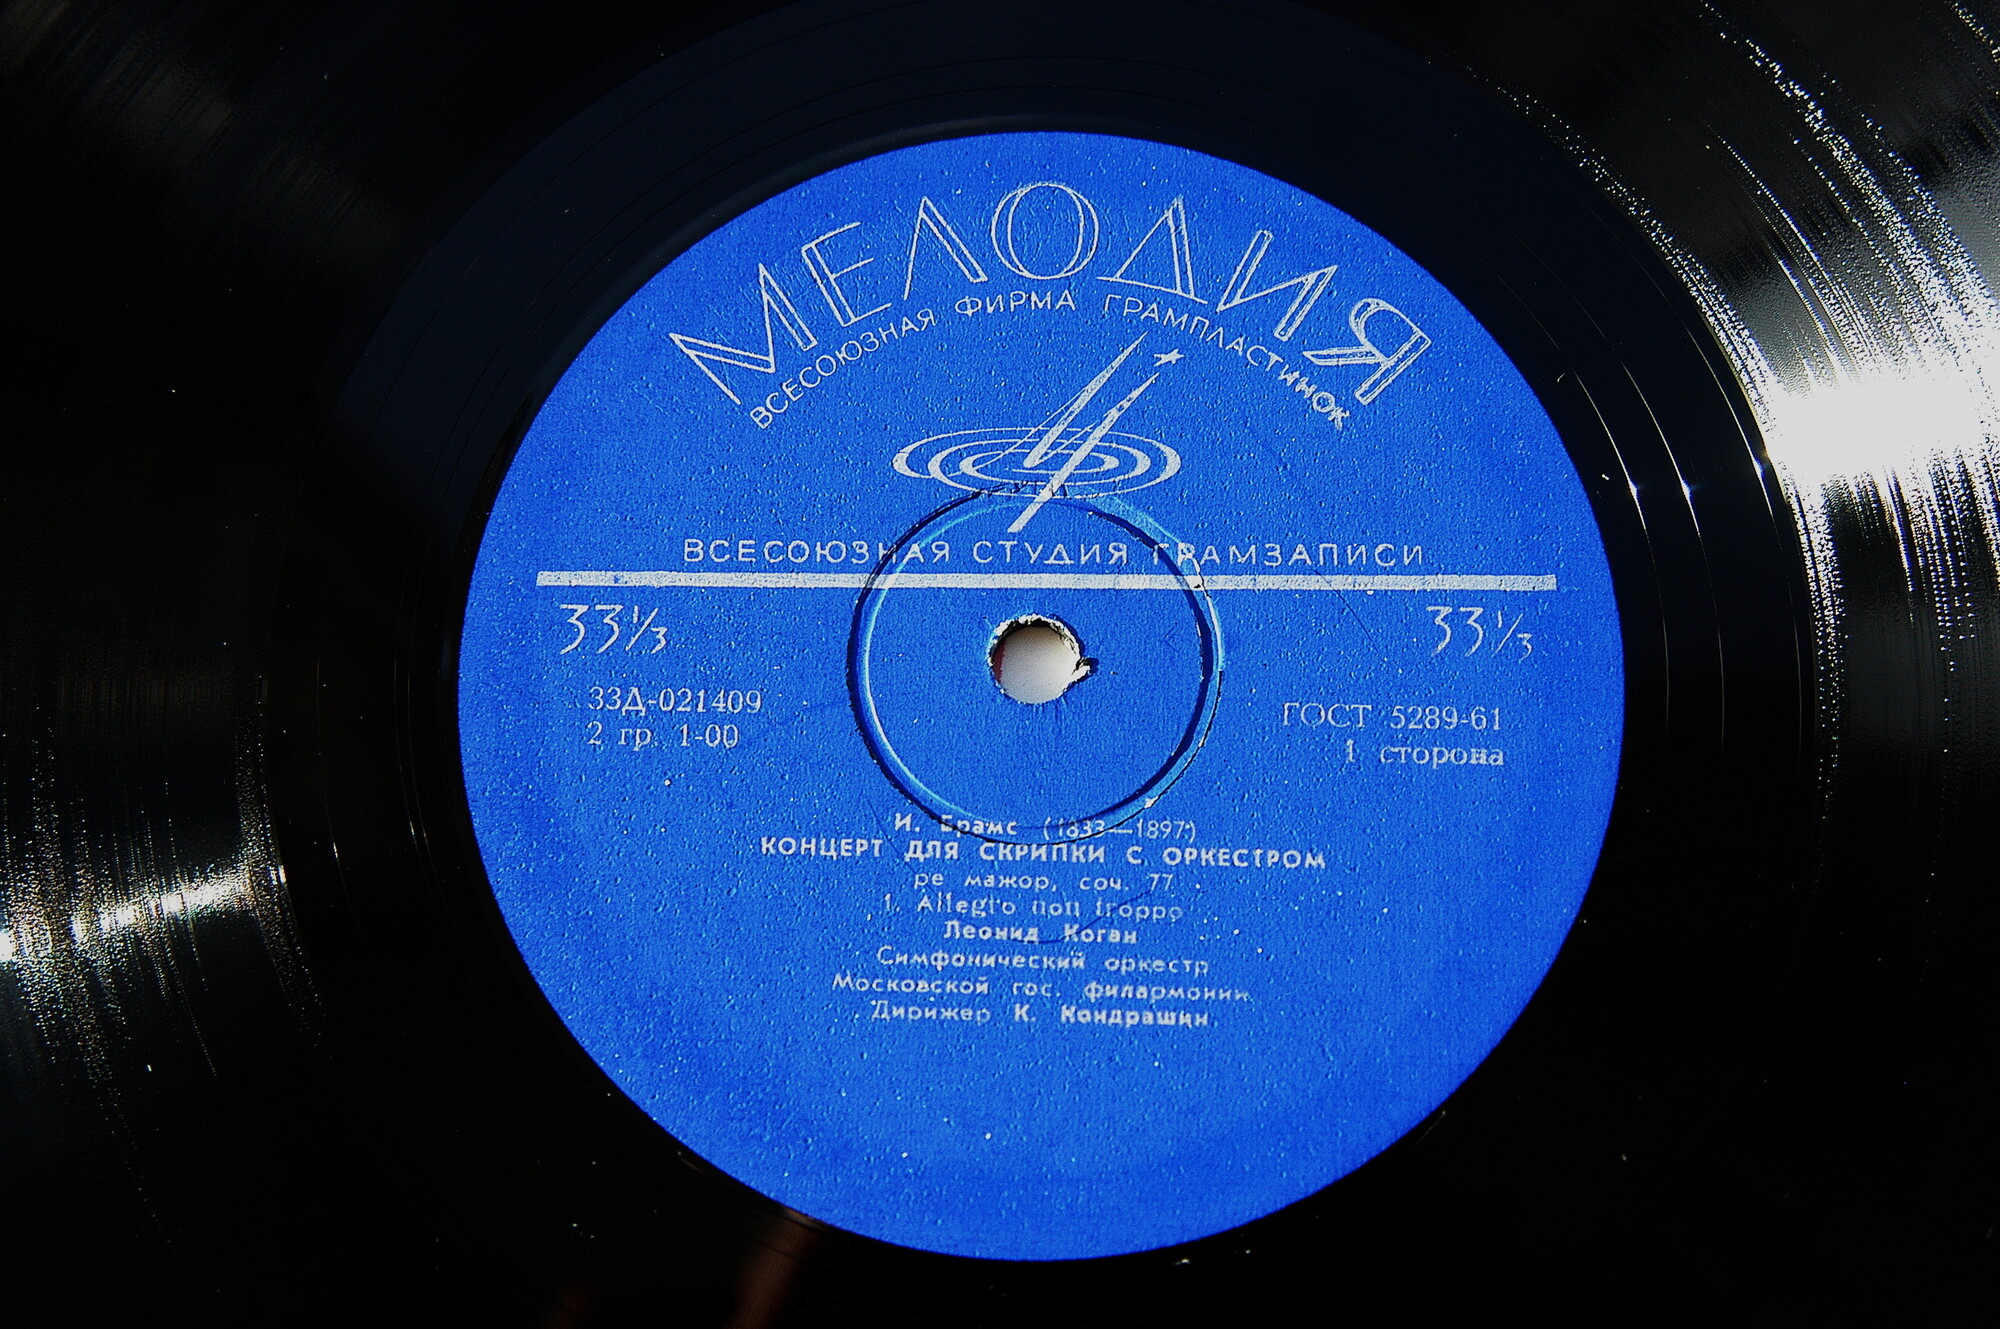 МЕЛОДИЯ
ВСЕСОЮЗНАЯ ФИРМА ГРАМПЛАСТИНОК
ВСЕСОЮЗНАЯ СТУДИЯ ГРАМЗАПИСИ
33⅓ 33⅓
33Д-021409
2 гр. 1-00
ГОСТ 5289-61
1 сторона
И. Брамс (1833—1897)
КОНЦЕРТ ДЛЯ СКРИПКИ С ОРКЕСТРОМ
ре мажор, соч. 77
1. Allegro non troppo
Леонид Коган
Симфонический оркестр
Московской гос. филармонии
Дирижер К. Кондрашин